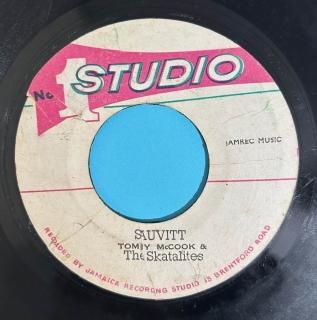 No 1 STUDIO
JAMREC MUSIC
SAUVITT
TOMMY McCOOK &
The Skatalites
RECORDED BY JAMAICA RECORDING STUDIO 13 BRENTFORD ROAD